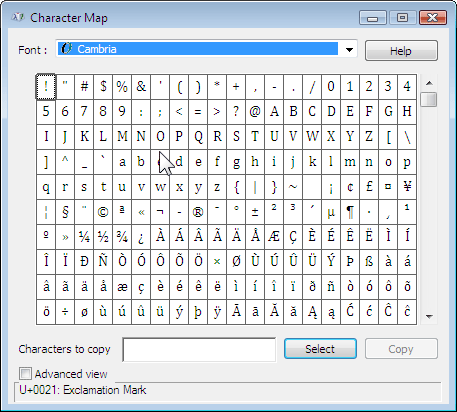 Character Map
Font : Cambria Help
! " # $ % & ' ( ) * + , - . / 0 1 2 3 4
5 6 7 8 9 : ; < = > ? @ A B C D E F G H
I J K L M N O P Q R S T U V W X Y Z [ \
] ^ _ ` a b c d e f g h i j k l m n o p
q r s t u v w x y z { | } ~ ¡ ¢ £ ¤ ¥
¦ § ¨ © ª « ¬ - ® ¯ ° ± ² ³ ´ µ ¶ · ¸ ¹
º » ¼ ½ ¾ ¿ À Á Â Ã Ä Å Æ Ç È É Ê Ë Ì Í
Î Ï Ð Ñ Ò Ó Ô Õ Ö × Ø Ù Ú Û Ü Ý Þ ß à á
â ã ä å æ ç è é ê ë ì í î ï ð ñ ò ó ô õ
ö ÷ ø ù ú û ü ý þ ÿ Ā ā Ă ă Ą ą Ć ć Ĉ ĉ
Characters to copy Select Copy
Advanced view
U+0021: Exclamation Mark